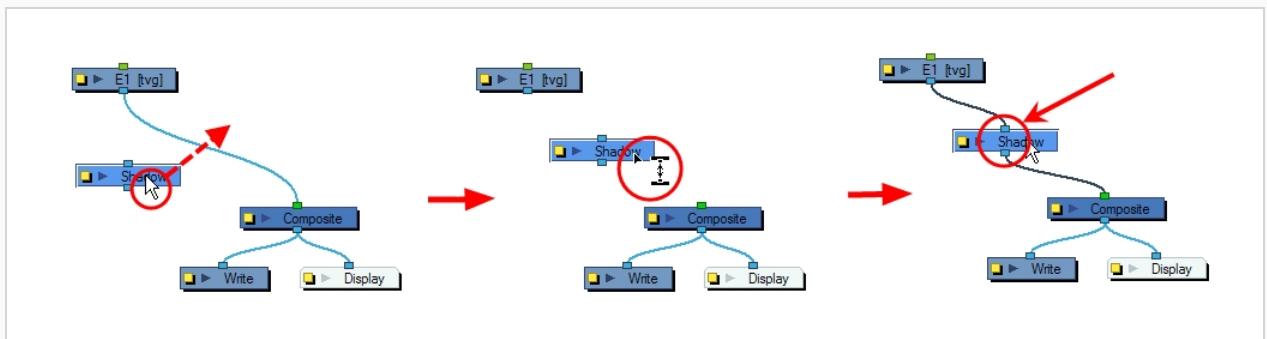 E1 [tvg]
Shadow
Composite
Write
Display
E1 [tvg]
Shadow
Composite
Write
Display
E1 [tvg]
Shadow
Composite
Write
Display